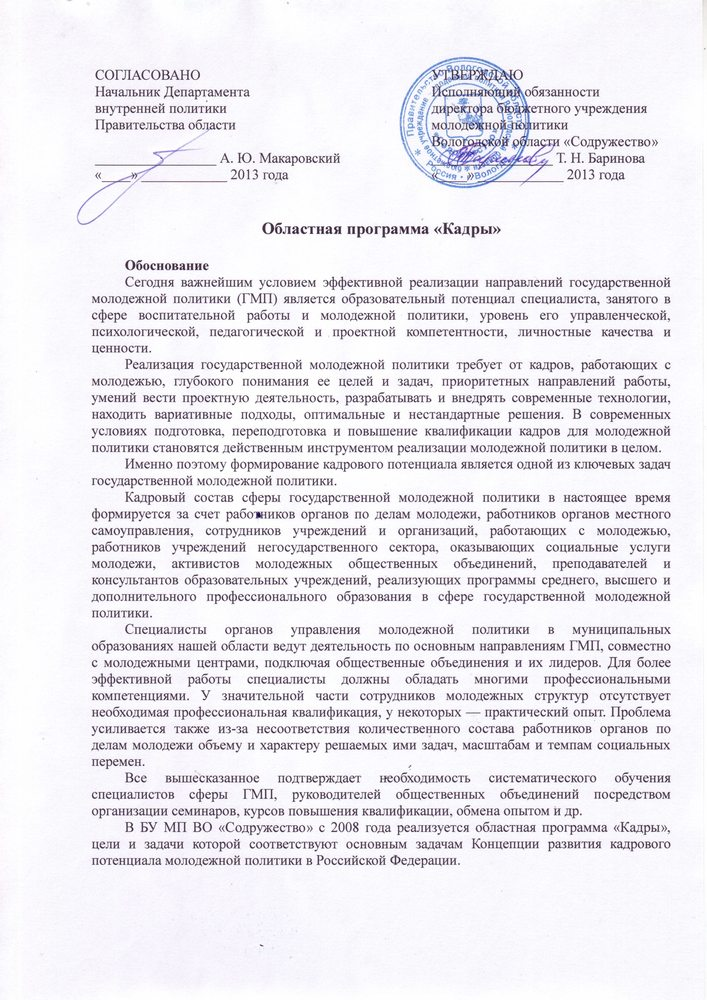 СОГЛАСОВАНО
Начальник Департамента
внутренней политики
Правительства области
А. Ю. Макаровский
«____» ____________ 2013 года
УТВЕРЖДАЮ
Исполняющий обязанности
директора бюджетного учреждения
молодежной политики
Вологодской области «Содружество»
Т. Н. Баринова
«____» ____________ 2013 года
Областная программа «Кадры»
Обоснование
Сегодня важнейшим условием эффективной реализации направлений государственной
молодежной политики (ГМП) является образовательный потенциал специалиста, занятого в
сфере воспитательной работы и молодежной политики, уровень его управленческой,
психологической, педагогической и проектной компетентности, личностные качества и
ценности.
Реализация государственной молодежной политики требует от кадров, работающих с
молодежью, глубокого понимания ее целей и задач, приоритетных направлений работы,
умений вести проектную деятельность, разрабатывать и внедрять современные технологии,
находить вариативные подходы, оптимальные и нестандартные решения. В современных
условиях подготовка, переподготовка и повышение квалификации кадров для молодежной
политики становятся действенным инструментом реализации молодежной политики в целом.
Именно поэтому формирование кадрового потенциала является одной из ключевых задач
государственной молодежной политики.
Кадровый состав сферы государственной молодежной политики в настоящее время
формируется за счет работников органов по делам молодежи, работников органов местного
самоуправления, сотрудников учреждений и организаций, работающих с молодежью,
работников учреждений негосударственного сектора, оказывающих социальные услуги
молодежи, активистов молодежных общественных объединений, преподавателей и
консультантов образовательных учреждений, реализующих программы среднего, высшего и
дополнительного профессионального образования в сфере государственной молодежной
политики.
Специалисты органов управления молодежной политики в муниципальных
образованиях нашей области ведут деятельность по основным направлениям ГМП, совместно
с молодежными центрами, подключая общественные объединения и их лидеров. Для более
эффективной работы специалисты должны обладать многими профессиональными
компетенциями. У значительной части сотрудников молодежных структур отсутствует
необходимая профессиональная квалификация, у некоторых — практический опыт. Проблема
усиливается также из-за несоответствия количественного состава работников органов по
делам молодежи объему и характеру решаемых ими задач, масштабам и темпам социальных
перемен.
Все вышесказанное подтверждает необходимость систематического обучения
специалистов сферы ГМП, руководителей общественных объединений посредством
организации семинаров, курсов повышения квалификации, обмена опытом и др.
В БУ МП ВО «Содружество» с 2008 года реализуется областная программа «Кадры»,
цели и задачи которой соответствуют основным задачам Концепции развития кадрового
потенциала молодежной политики в Российской Федерации.